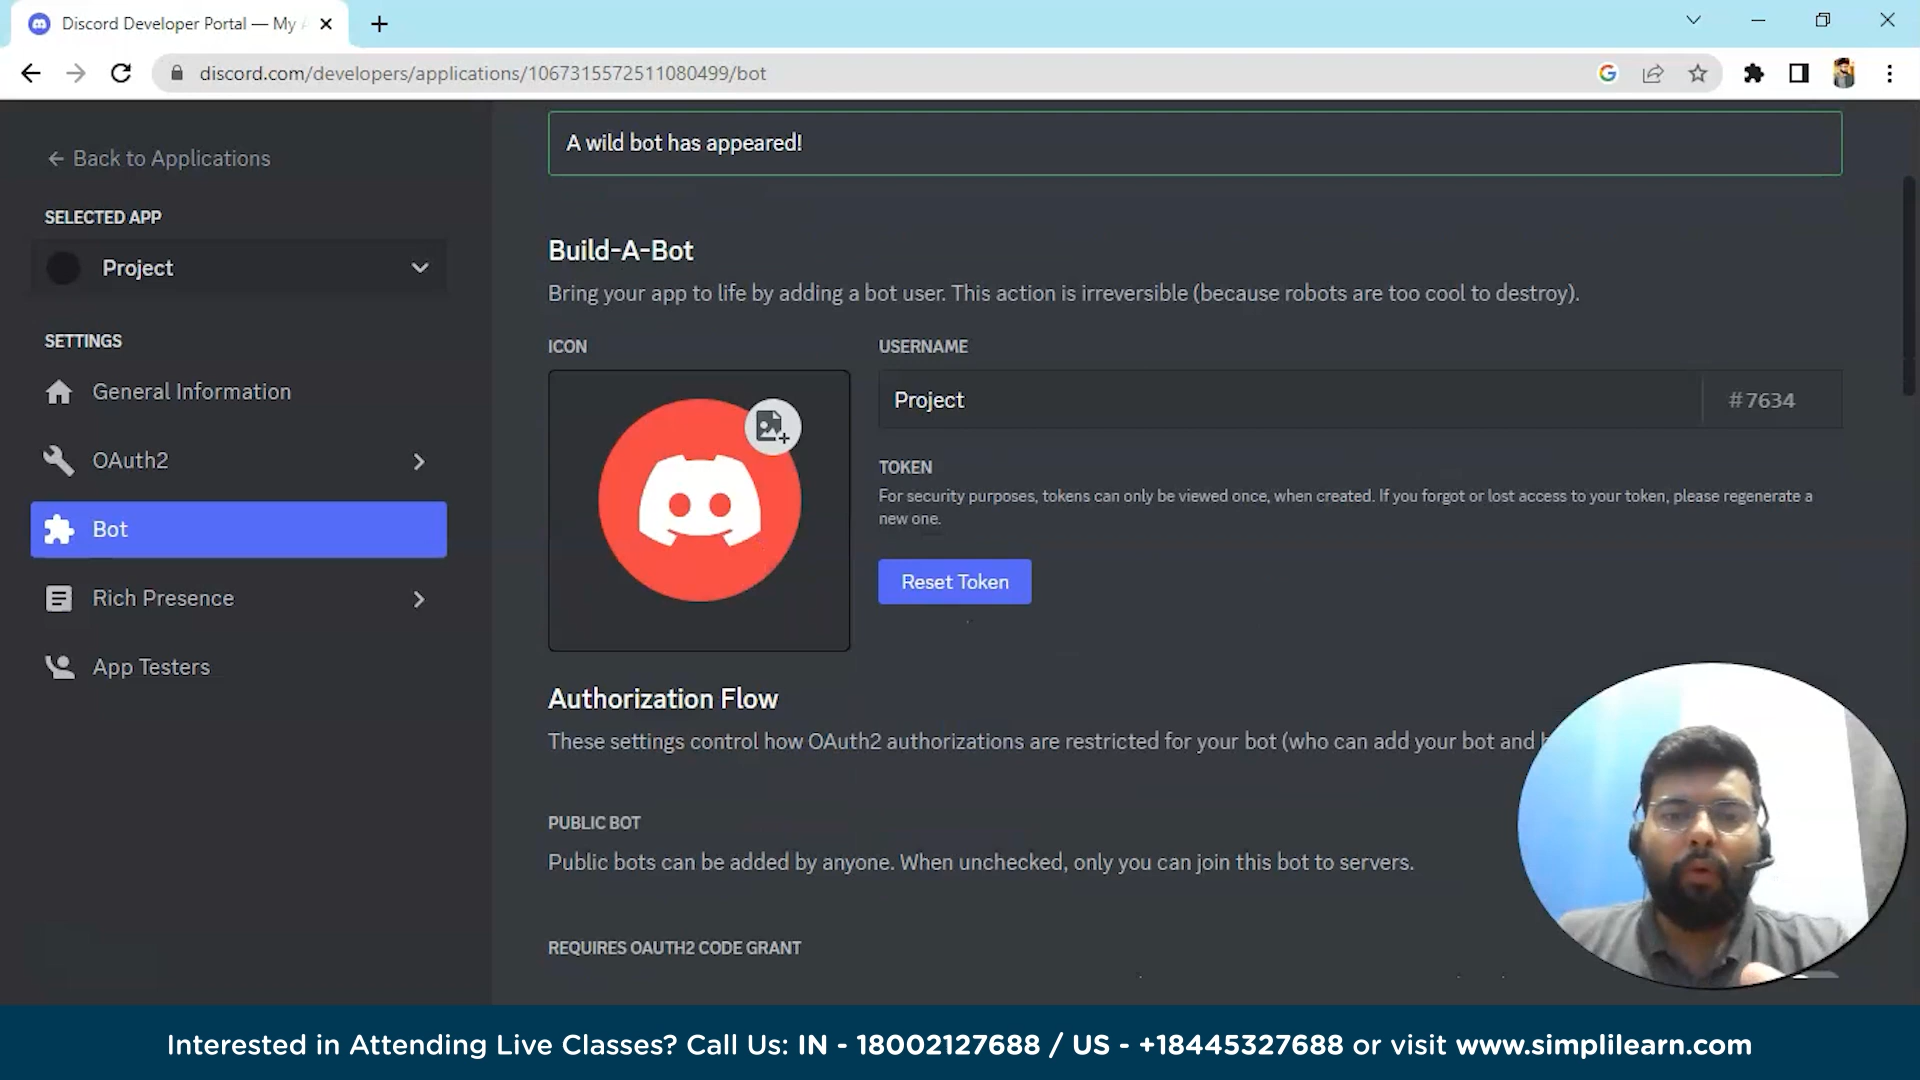 Discord Developer Portal — My
discord.com/developers/applications/1067315572511080499/bot
← Back to Applications
SELECTED APP
Project
SETTINGS
General Information
OAuth2
Bot
Rich Presence
App Testers
A wild bot has appeared!
Build-A-Bot
Bring your app to life by adding a bot user. This action is irreversible (because robots are too cool to destroy).
ICON
USERNAME
Project
#7634
TOKEN
For security purposes, tokens can only be viewed once, when created. If you forgot or lost access to your token, please regenerate a
new one.
Reset Token
Authorization Flow
These settings control how OAuth2 authorizations are restricted for your bot (who can add your bot and
PUBLIC BOT
Public bots can be added by anyone. When unchecked, only you can join this bot to servers.
REQUIRES OAUTH2 CODE GRANT
Interested in Attending Live Classes? Call Us: IN - 18002127688 / US - +18445327688 or visit www.simplilearn.com